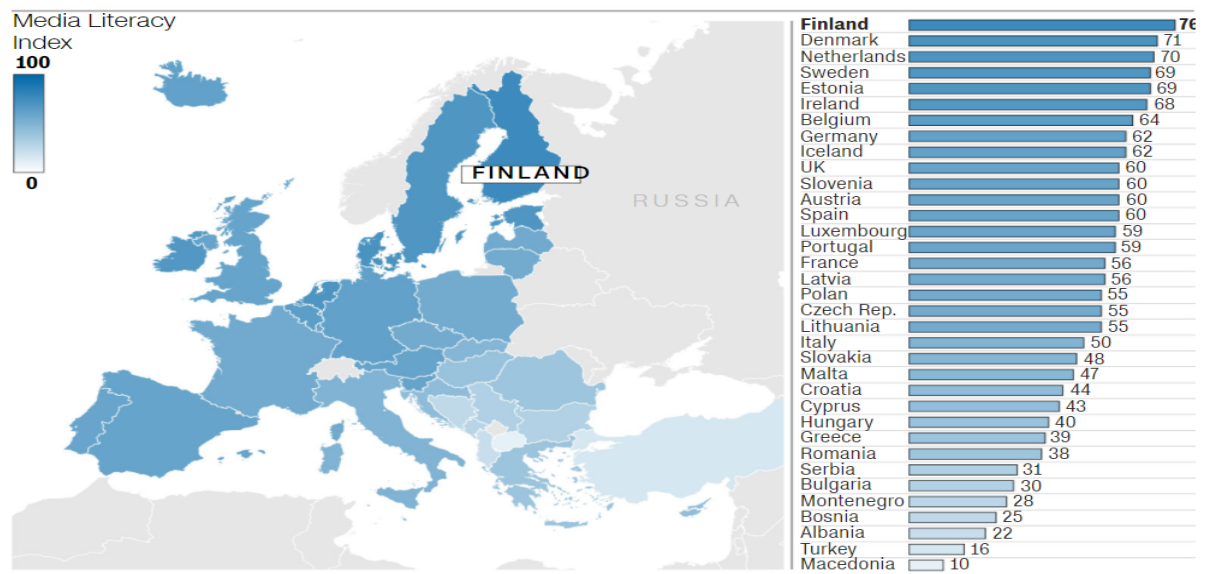 Media Literacy
Index
100
0
FINLAND
RUSSIA
Finland 76
Denmark 71
Netherlands 70
Sweden 69
Estonia 69
Ireland 68
Belgium 64
Germany 62
Iceland 62
UK 60
Slovenia 60
Austria 60
Spain 60
Luxembourg 59
Portugal 59
France 56
Latvia 56
Polan 55
Czech Rep. 55
Lithuania 55
Italy 50
Slovakia 48
Malta 47
Croatia 44
Cyprus 43
Hungary 40
Greece 39
Romania 38
Serbia 31
Bulgaria 30
Montenegro 28
Bosnia 25
Albania 22
Turkey 16
Macedonia 10